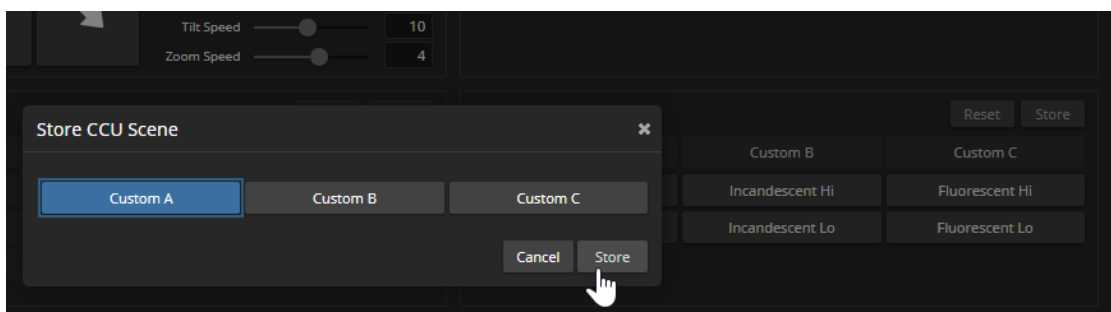 Tilt Speed 10
Zoom Speed 4
Store CCU Scene
Reset Store
Custom A Custom B Custom C
Custom B Custom C
Incandescent Hi Fluorescent Hi
Incandescent Lo Fluorescent Lo
Cancel Store